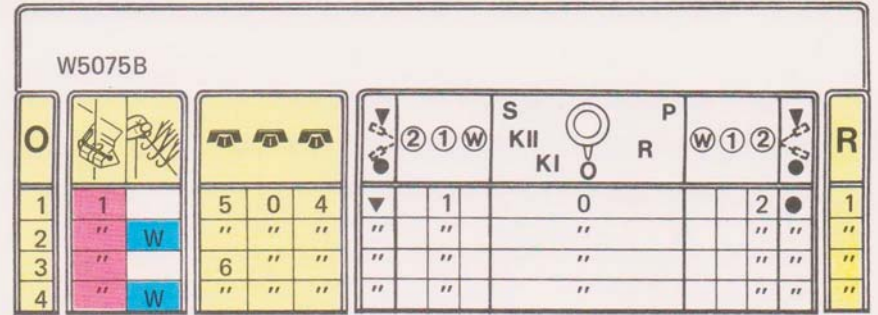 W5075B
O ② ① Ⓦ S KII KI O R P Ⓦ ① ② R
1 1 5 0 4 ▼ 1 0 2 ● 1
2 " W " " " " " " " " "
3 " 6 " " " " " " " "
4 " W " " " " " " " " "